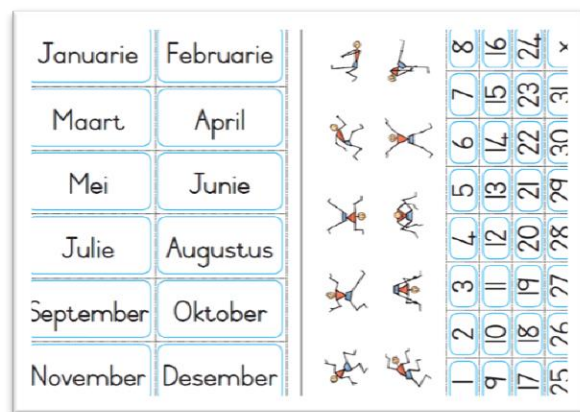 Januarie Februarie
Maart April
Mei Junie
Julie Augustus
September Oktober
November Desember
1 2 3 4 5 6 7 8
9 10 11 12 13 14 15 16
17 18 19 20 21 22 23 24
25 26 27 28 29 30 31 x